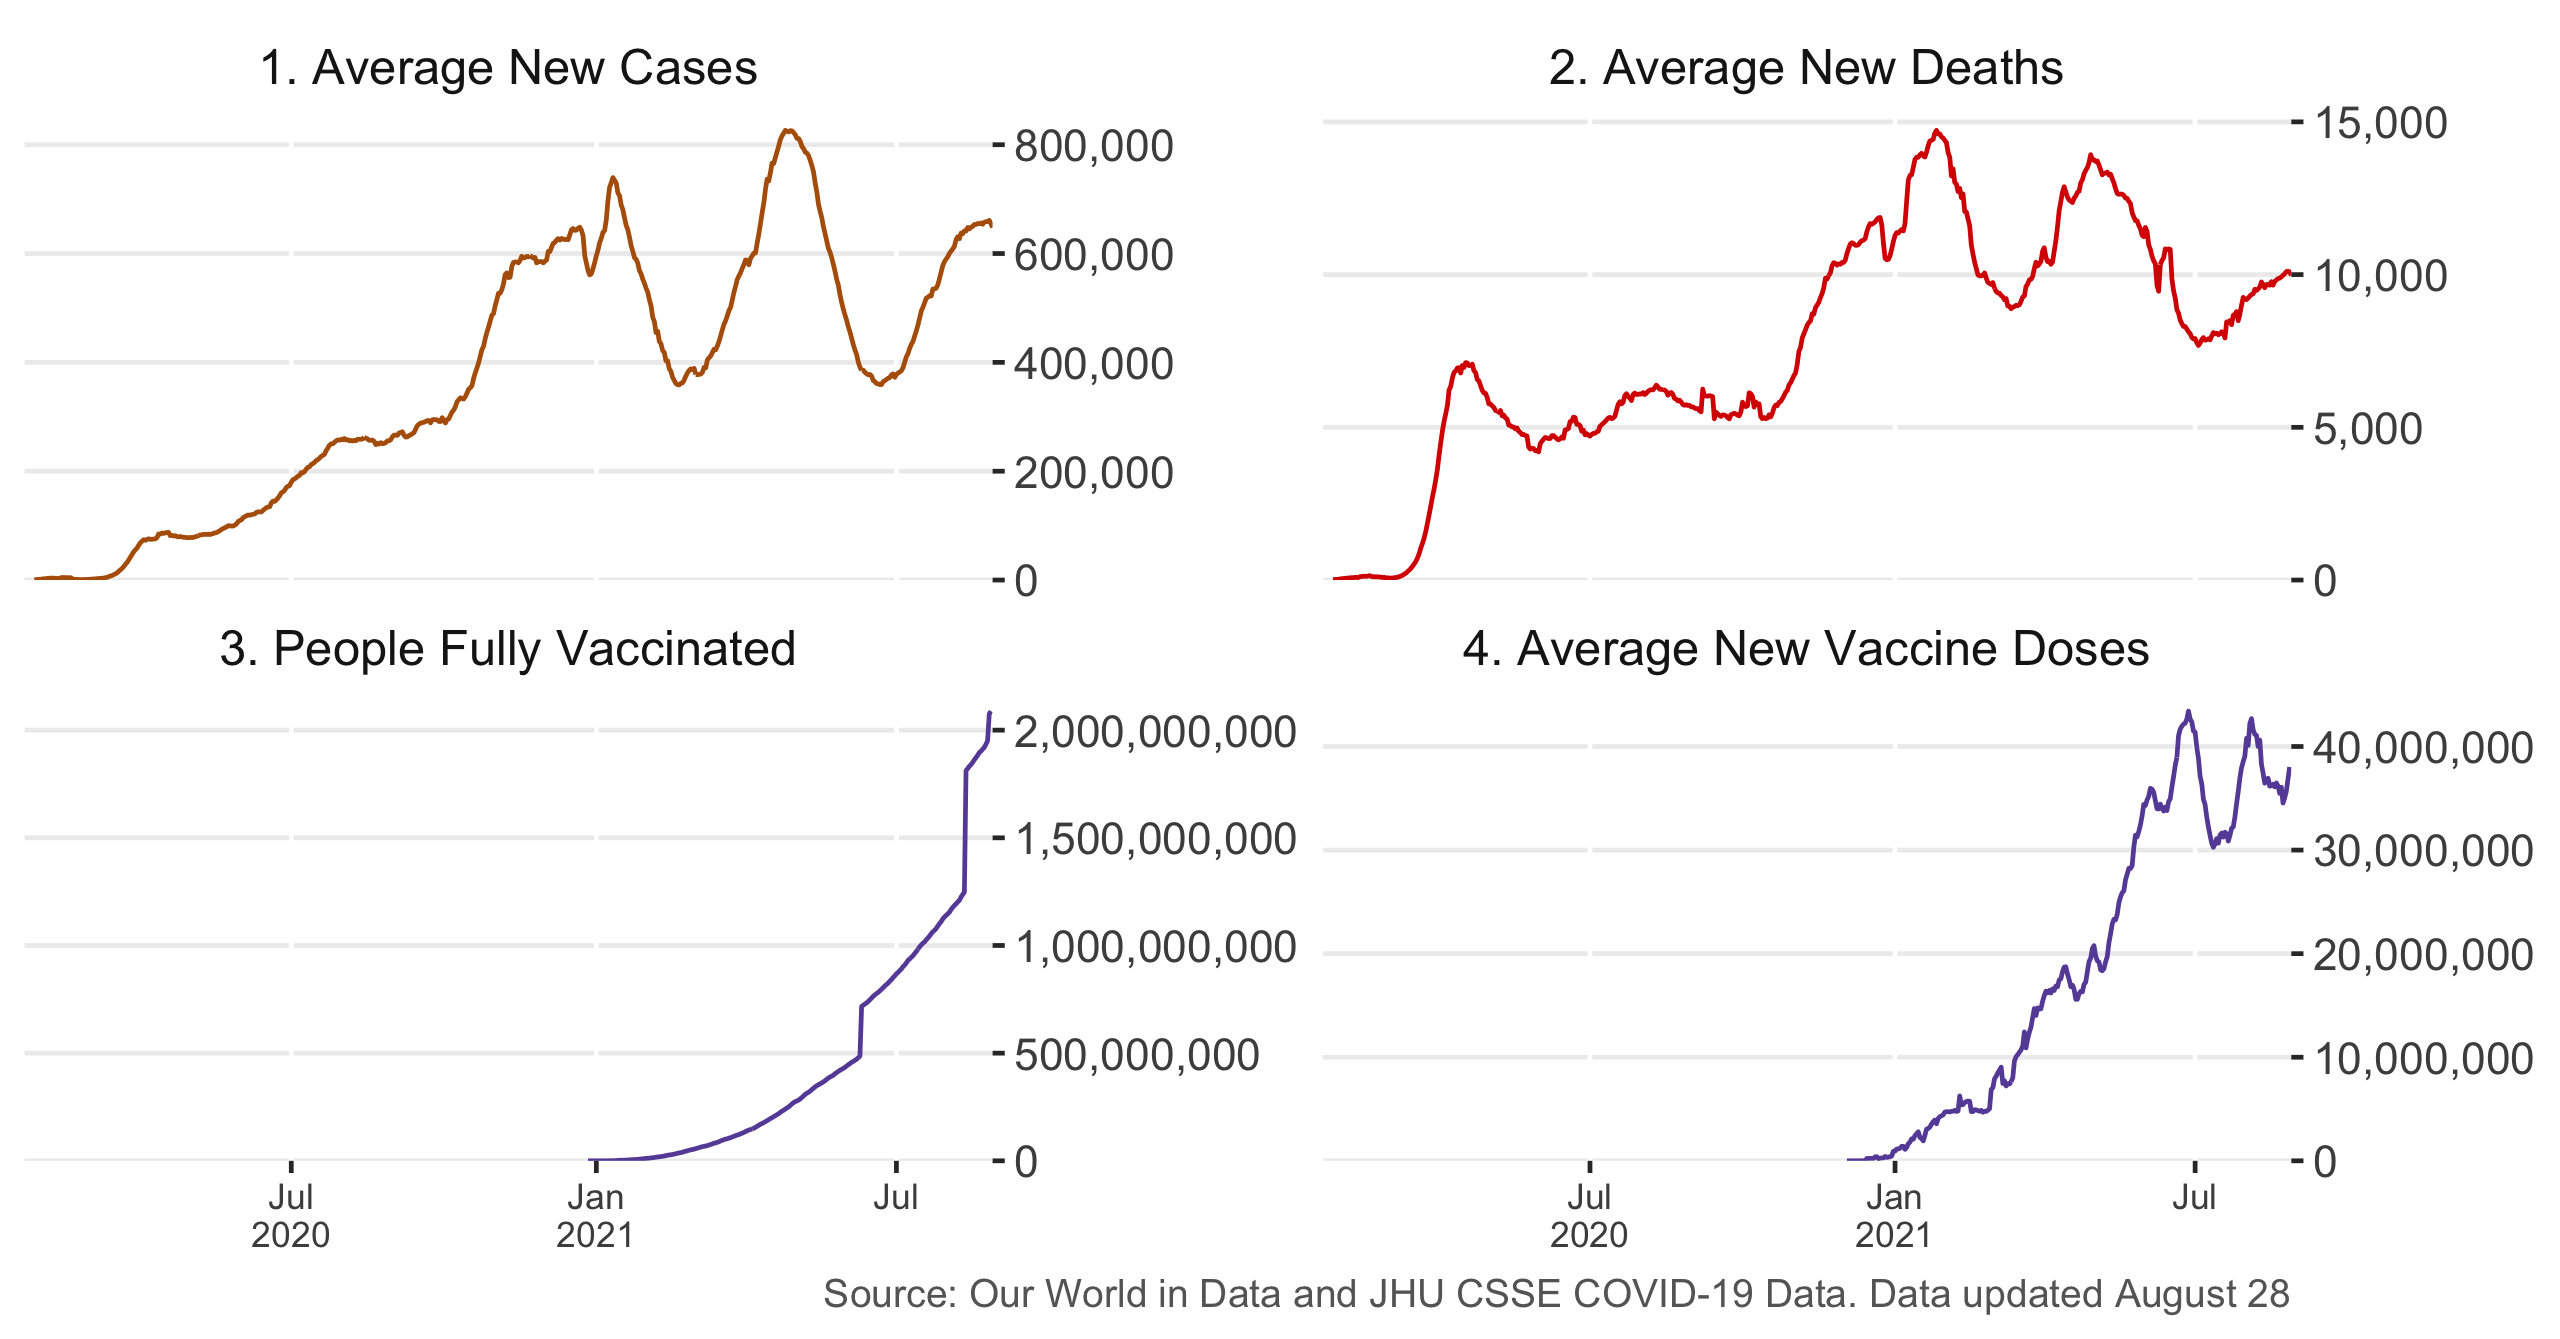 1. Average New Cases
800,000
600,000
400,000
200,000
0
2. Average New Deaths
15,000
10,000
5,000
0
3. People Fully Vaccinated
2,000,000,000
1,500,000,000
1,000,000,000
500,000,000
0
Jul
2020
Jan
2021
Jul
4. Average New Vaccine Doses
40,000,000
30,000,000
20,000,000
10,000,000
0
Jul
2020
Jan
2021
Jul
Source: Our World in Data and JHU CSSE COVID-19 Data. Data updated August 28